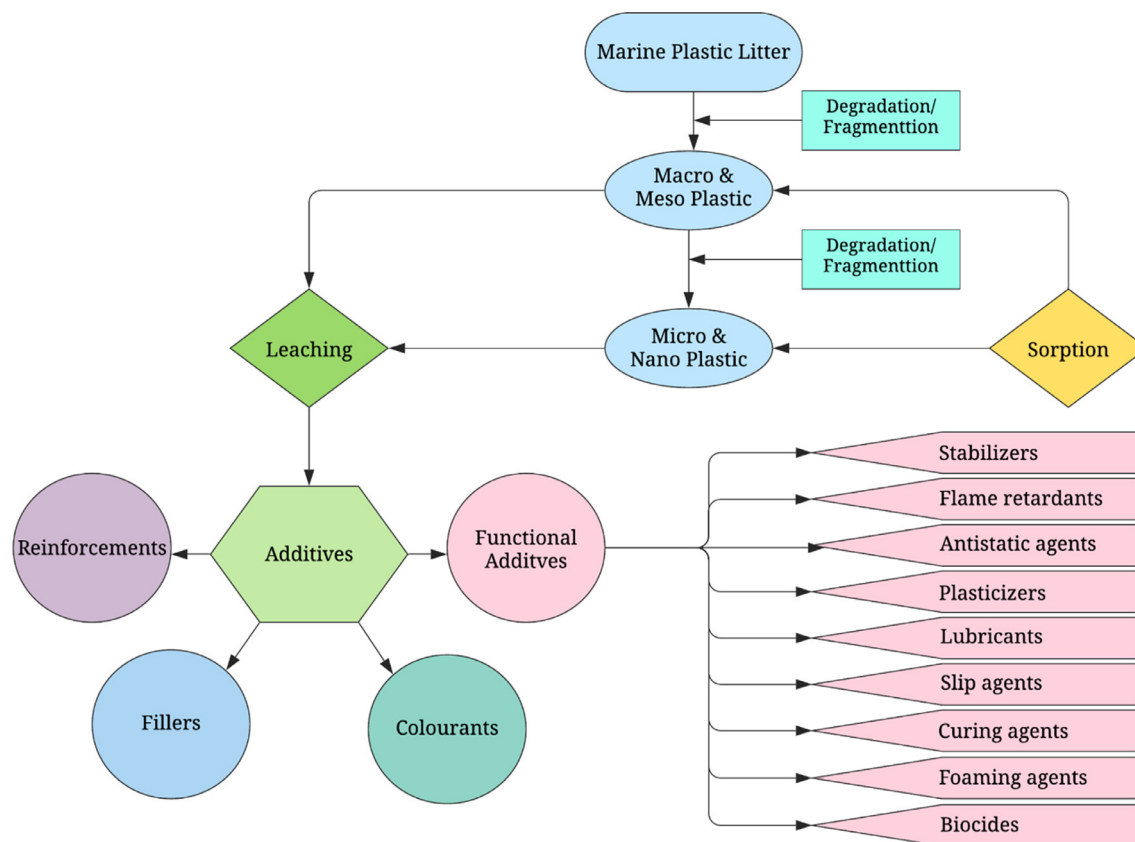 Marine Plastic Litter
Degradation/
Fragmenttion
Macro &
Meso Plastic
Degradation/
Fragmenttion
Micro &
Nano Plastic
Leaching
Sorption
Additives
Reinforcements
Functional
Additves
Fillers
Colourants
Stabilizers
Flame retardants
Antistatic agents
Plasticizers
Lubricants
Slip agents
Curing agents
Foaming agents
Biocides